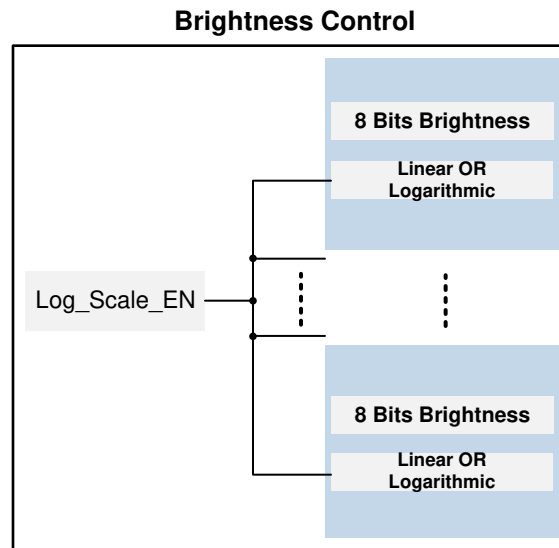 Brightness Control
8 Bits Brightness
Linear OR
Logarithmic
Log_Scale_EN
8 Bits Brightness
Linear OR
Logarithmic